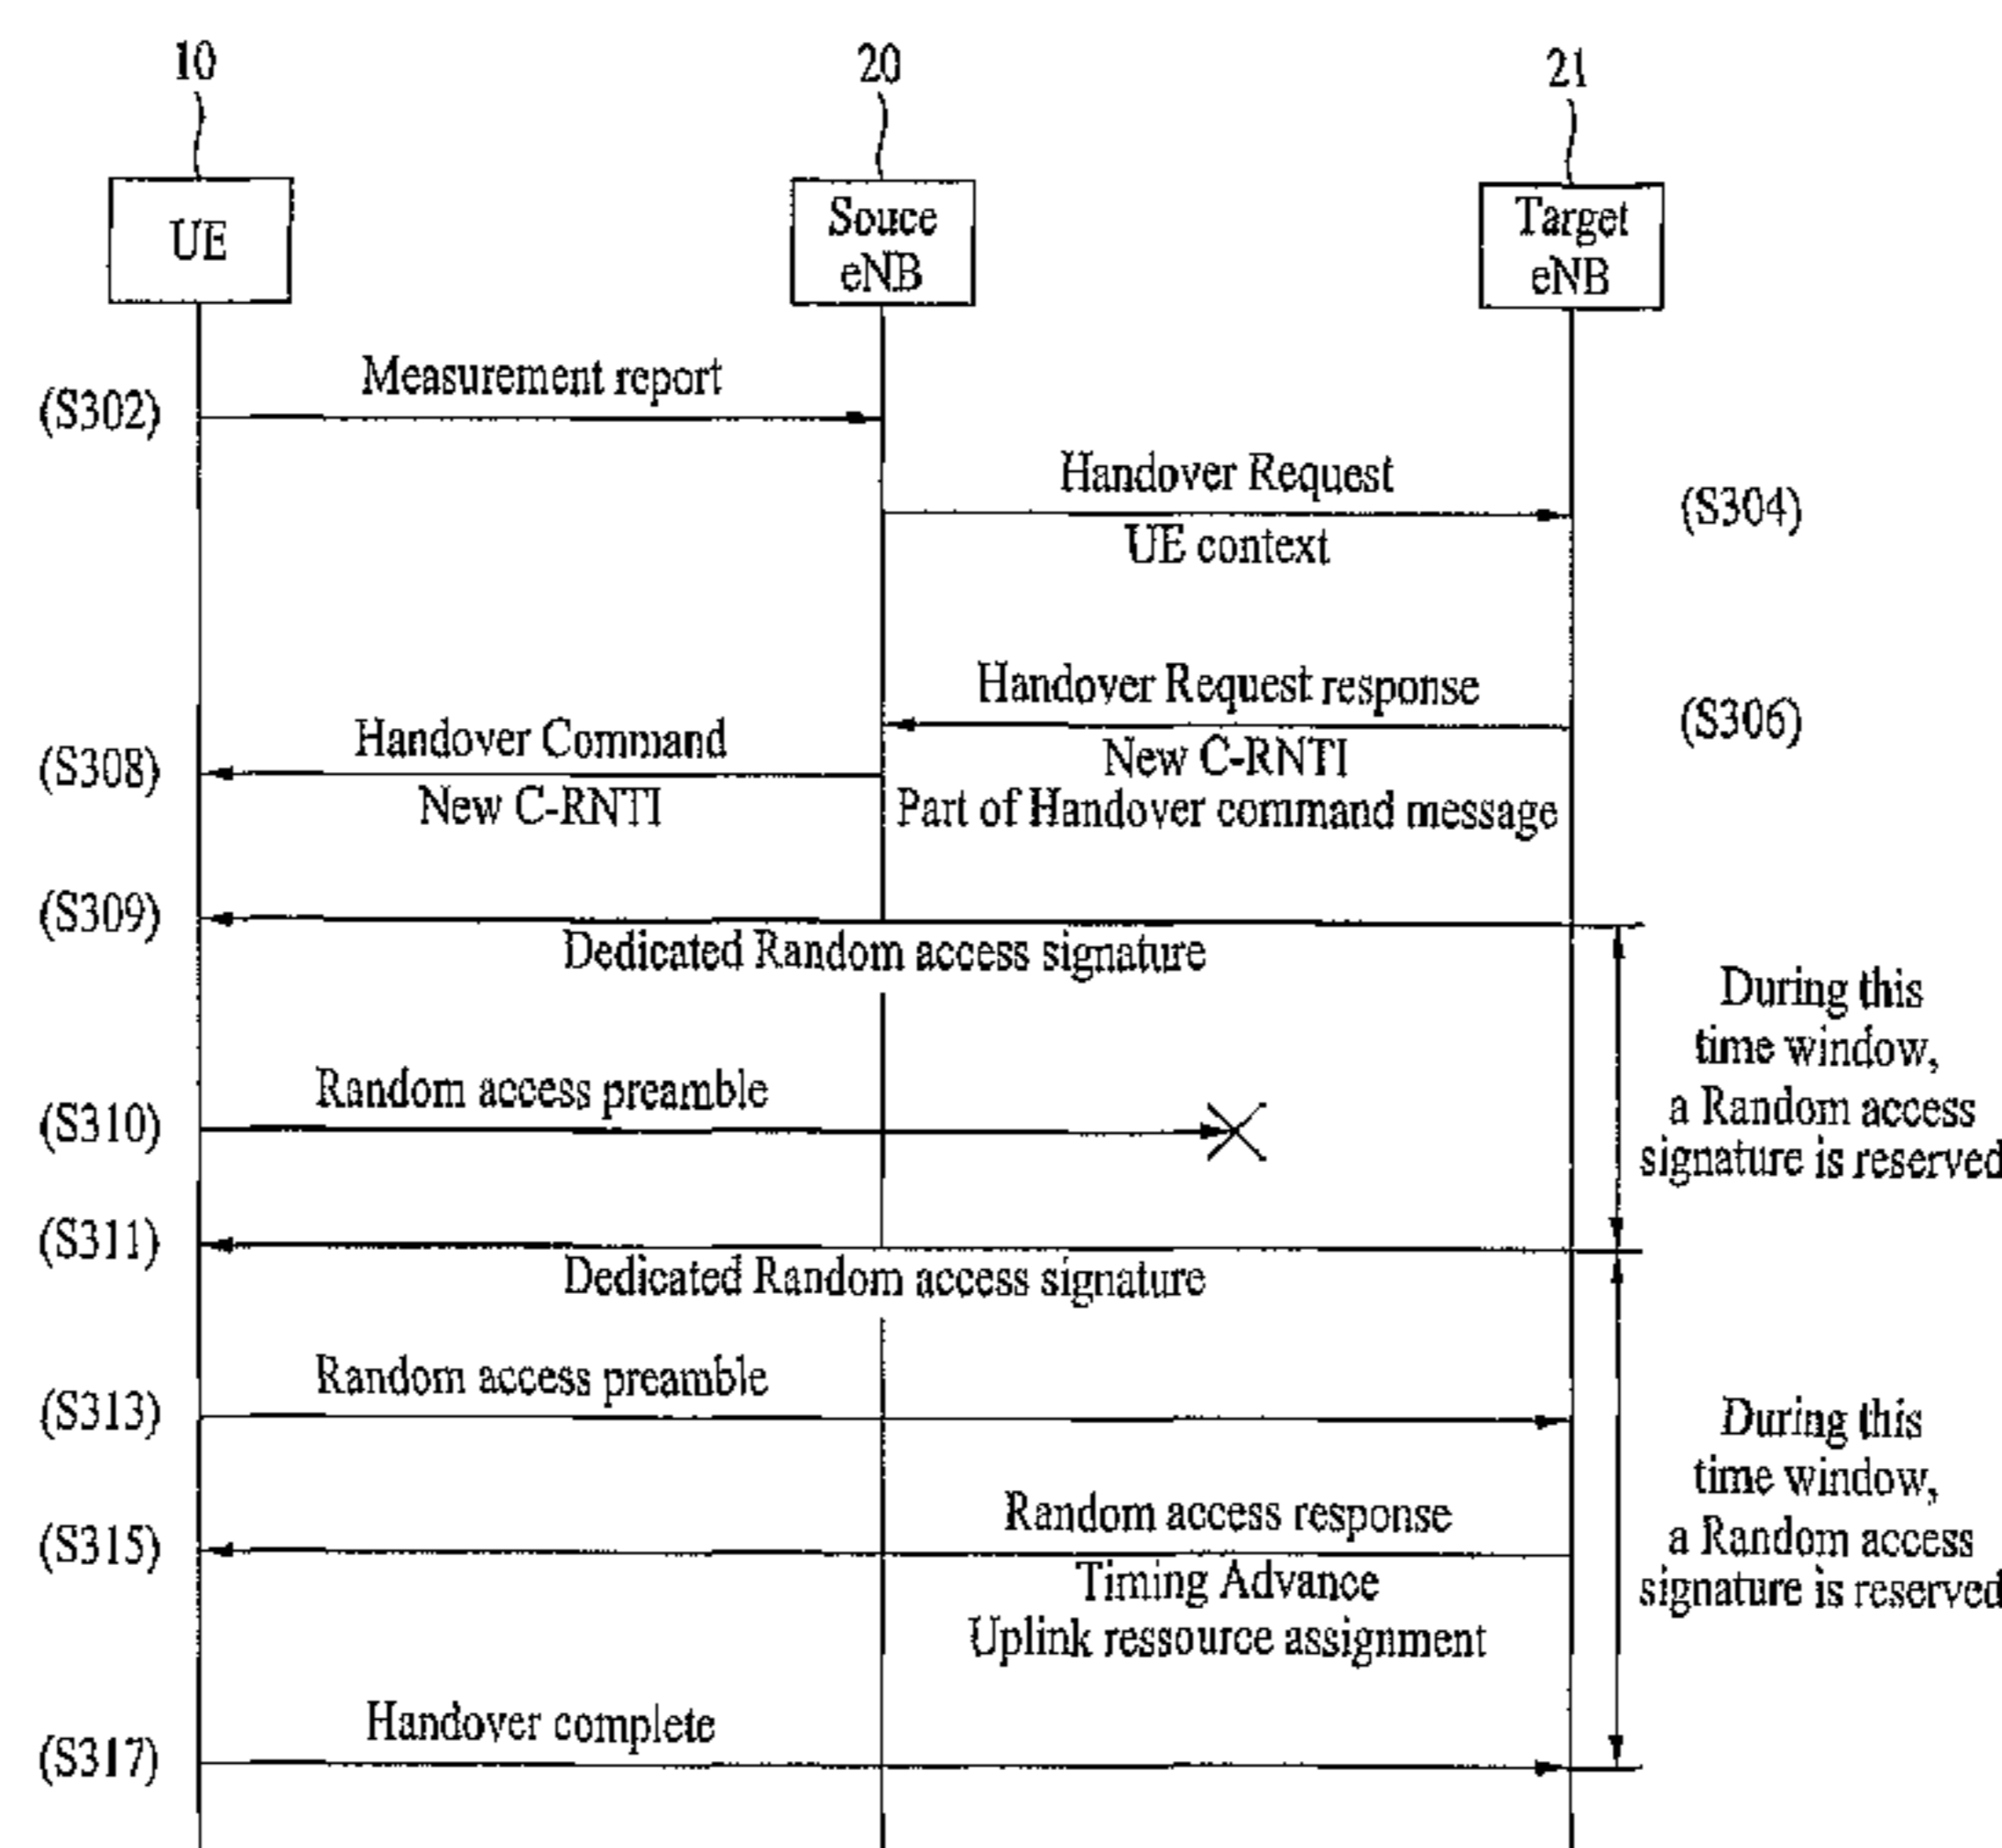 10
20
21
UE
Souce
eNB
Target
eNB
Measurement report
(S302)
Handover Request
(S304)
UE context
Handover Request response
(S306)
Handover Command
(S308)
New C-RNTI
New C-RNTI
Part of Handover command message
(S309)
Dedicated Random access signature
During this
time window,
a Random access
signature is reserved
Random access preamble
(S310)
(S311)
Dedicated Random access signature
Random access preamble
(S313)
During this
time window,
a Random access
signature is reserved
Random access response
(S315)
Timing Advance
Uplink ressource assignment
Handover complete
(S317)